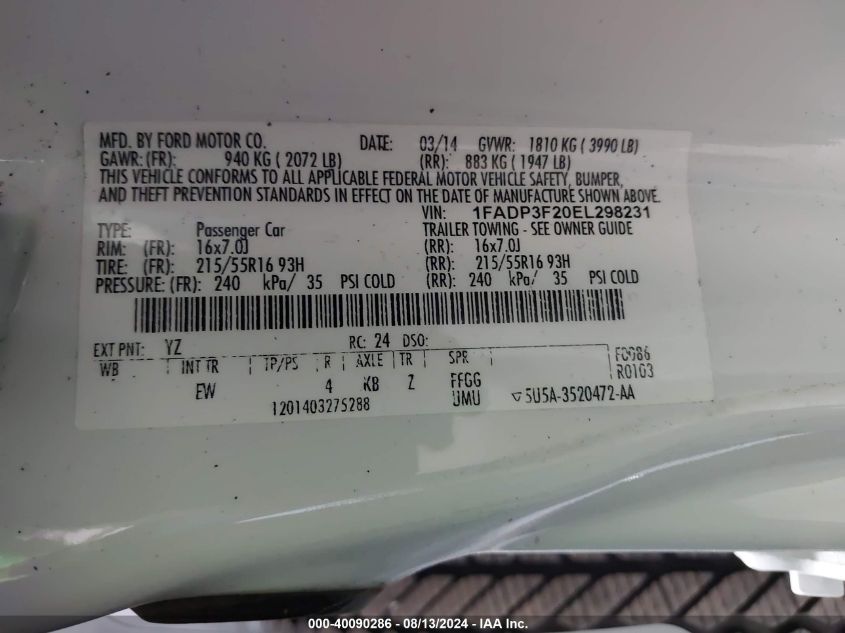 MFD. BY FORD MOTOR CO. DATE: 03/14 GVWR: 1810 KG ( 3990 LB)
GAWR: (FR): 940 KG ( 2072 LB) (RR): 883 KG ( 1947 LB)
THIS VEHICLE CONFORMS TO ALL APPLICABLE FEDERAL MOTOR VEHICLE SAFETY, BUMPER,
AND THEFT PREVENTION STANDARDS IN EFFECT ON THE DATE OF MANUFACTURE SHOWN ABOVE.
VIN: 1FADP3F20EL298231
TYPE: Passenger Car TRAILER TOWING - SEE OWNER GUIDE
RIM: (FR): 16x7.0J (RR): 16x7.0J
TIRE: (FR): 215/55R16 93H (RR): 215/55R16 93H
PRESSURE: (FR): 240 kPa/ 35 PSI COLD (RR): 240 kPa/ 35 PSI COLD
EXT PNT: YZ RC: 24 DSO:
WB INT TR TP/PS R AXLE TR SPR
EW 4 KB Z FFGG
UMU
1201403275288
5U5A-3520472-AA
000-40090286 - 08/13/2024 - IAA Inc.